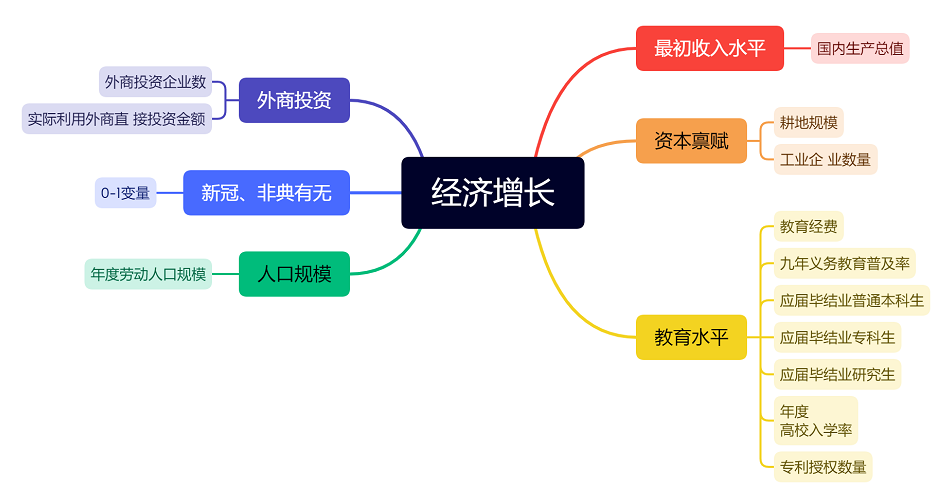 经济增长
最初收入水平
国内生产总值
资本禀赋
耕地规模
工业企 业数量
教育水平
教育经费
九年义务教育普及率
应届毕结业普通本科生
应届毕结业专科生
应届毕结业研究生
年度
高校入学率
专利授权数量
外商投资
外商投资企业数
实际利用外商直 接投资金额
新冠、非典有无
0-1变量
人口规模
年度劳动人口规模